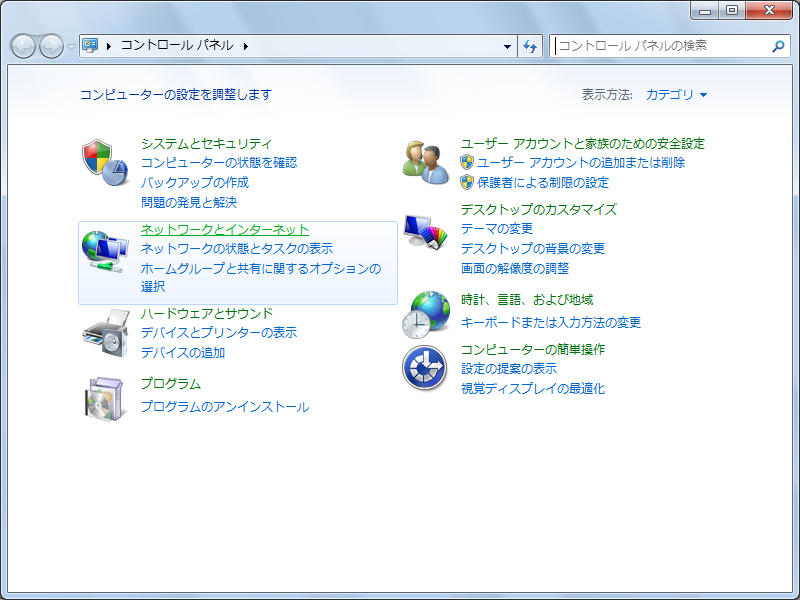 コントロール パネル
コントロール パネルの検索
コンピューターの設定を調整します
表示方法: カテゴリ
システムとセキュリティ
コンピューターの状態を確認
バックアップの作成
問題の発見と解決
ネットワークとインターネット
ネットワークの状態とタスクの表示
ホームグループと共有に関するオプションの
選択
ハードウェアとサウンド
デバイスとプリンターの表示
デバイスの追加
プログラム
プログラムのアンインストール
ユーザー アカウントと家族のための安全設定
ユーザー アカウントの追加または削除
保護者による制限の設定
デスクトップのカスタマイズ
テーマの変更
デスクトップの背景の変更
画面の解像度の調整
時計、言語、および地域
キーボードまたは入力方法の変更
コンピューターの簡単操作
設定の提案の表示
視覚ディスプレイの最適化